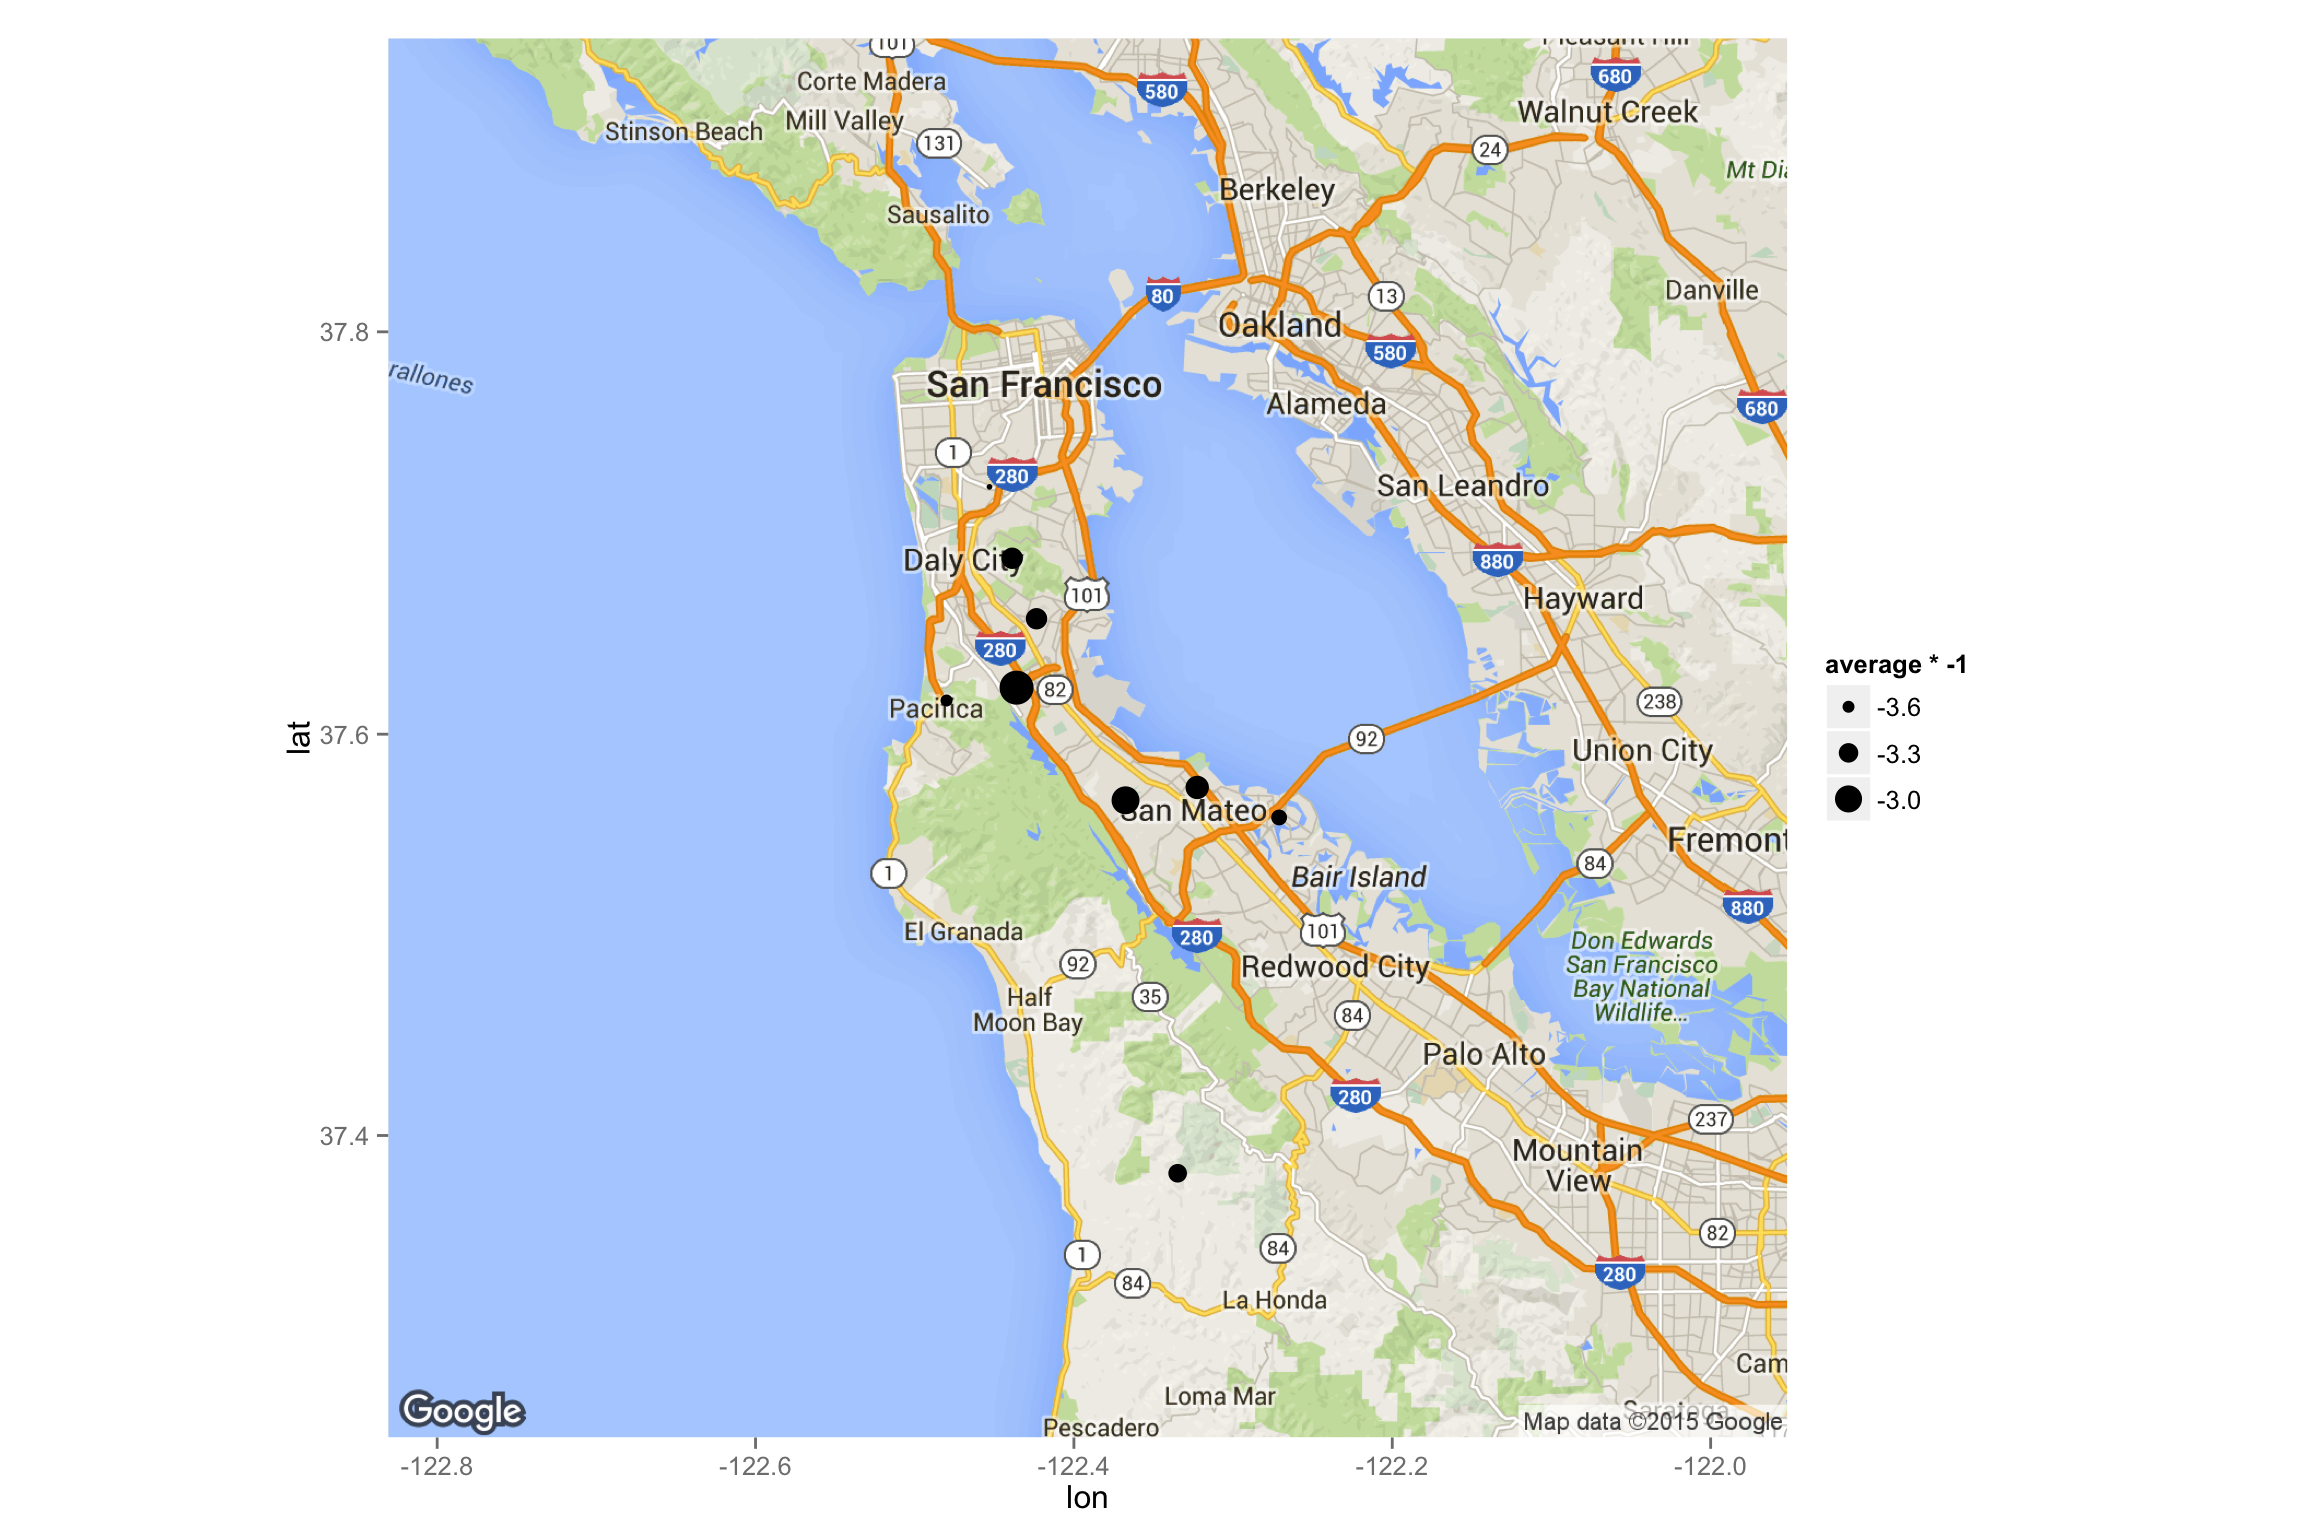 101
Corte Madera
580
680
Walnut Creek
Stinson Beach
Mill Valley
131
24
Mt Dia
Berkeley
Sausalito
80
13
Danville
37.8
Oakland
580
rallones
San Francisco
Alameda
680
1
280
San Leandro
Daly City
880
101
Hayward
280
82
238
Pacifica
lat
37.6
92
Union City
San Mateo
Fremont
84
1
Bair Island
880
El Granada
280
101
92
Redwood City
Don Edwards
San Francisco
Bay National
Wildlife...
35
Half
Moon Bay
84
Palo Alto
280
37.4
237
Mountain
View
82
1
84
84
280
La Honda
Cam
Loma Mar
Saratoga
Google
Pescadero
Map data ©2015 Google
-122.8
-122.6
-122.4
-122.2
-122.0
lon
average * -1
-3.6
-3.3
-3.0